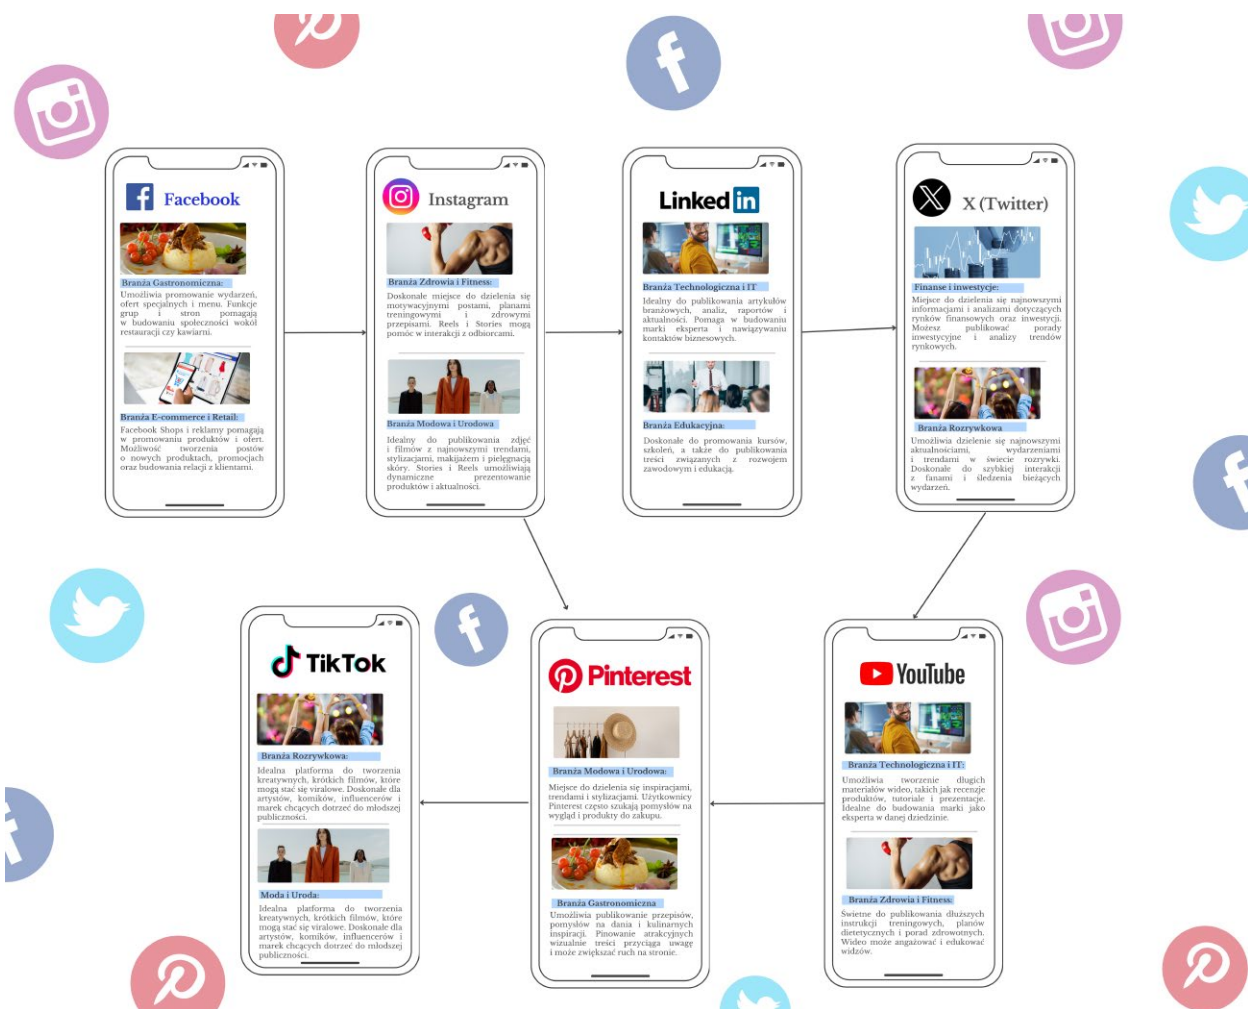 Facebook
Branża Gastronomiczna:
Umożliwia promowanie wydarzeń,
ofert specjalnych i menu. Funkcje
grup i stron pomagają
w budowaniu społeczności wokół
restauracji czy kawiarni.
Branża E-commerce i Retail:
Facebook Shops i reklamy pomagają
w promowaniu produktów i ofert.
Możliwość tworzenia postów
o nowych produktach, promocjach
oraz budowania relacji z klientami.
Instagram
Branża Zdrowia i Fitness:
Doskonałe miejsce do dzielenia się
motywacyjnymi postami, planami
treningowymi i zdrowymi
przepisami. Reels i Stories mogą
pomóc w interakcji z odbiorcami.
Branża Modowa i Urodowa
Idealny do publikowania zdjęć
i filmów z najnowszymi trendami,
stylizacjami, makijażem i pielęgnacją
skóry. Stories i Reels umożliwiają
dynamiczne prezentowanie
produktów i aktualności.
Linked in
Branża Technologiczna i IT
Idealny do publikowania artykułów
branżowych, analiz, raportów i
aktualności. Pomaga w budowaniu
marki eksperta i nawiązywaniu
kontaktów biznesowych.
Branża Edukacyjna:
Doskonałe do promowania kursów,
szkoleń, a także do publikowania
treści związanych z rozwojem
zawodowym i edukacją.
X (Twitter)
Finanse i inwestycje:
Miejsce do dzielenia się najnowszymi
informacjami i analizami dotyczących
rynków finansowych oraz inwestycji.
Możesz publikować porady
inwestycyjne i analizy trendów
rynkowych.
Branża Rozrywkowa
Umożliwia dzielenie się najnowszymi
aktualnościami, wydarzeniami
i trendami w świecie rozrywki.
Doskonałe do szybkiej interakcji
z fanami i śledzenia bieżących
wydarzeń.
TikTok
Branża Rozrywkowa:
Idealna platforma do tworzenia
kreatywnych, krótkich filmów, które
mogą stać się viralowe. Doskonałe dla
artystów, komików, influencerów i
marek chcących dotrzeć do młodszej
publiczności.
Moda i Uroda:
Idealna platforma do tworzenia
kreatywnych, krótkich filmów, które
mogą stać się viralowe. Doskonałe dla
artystów, komików, influencerów i
marek chcących dotrzeć do młodszej
publiczności.
Pinterest
Branża Modowa i Urodowa:
Miejsce do dzielenia się inspiracjami,
trendami i stylizacjami. Użytkownicy
Pinterest często szukają pomysłów na
wygląd i produkty do zakupu.
Branża Gastronomiczna
Umożliwia publikowanie przepisów,
pomysłów na dania i kulinarnych
inspiracji. Pinowanie atrakcyjnych
wizualnie treści przyciąga uwagę
i może zwiększać ruch na stronie.
YouTube
Branża Technologiczna i IT:
Umożliwia tworzenie długich
materiałów wideo, takich jak recenzje
produktów, tutoriale i prezentacje.
Idealne do budowania marki jako
eksperta w danej dziedzinie.
Branża Zdrowia i Fitness:
Świetne do publikowania dłuższych
instrukcji treningowych, planów
dietetycznych i porad zdrowotnych.
Wideo może angażować i edukować
widzów.